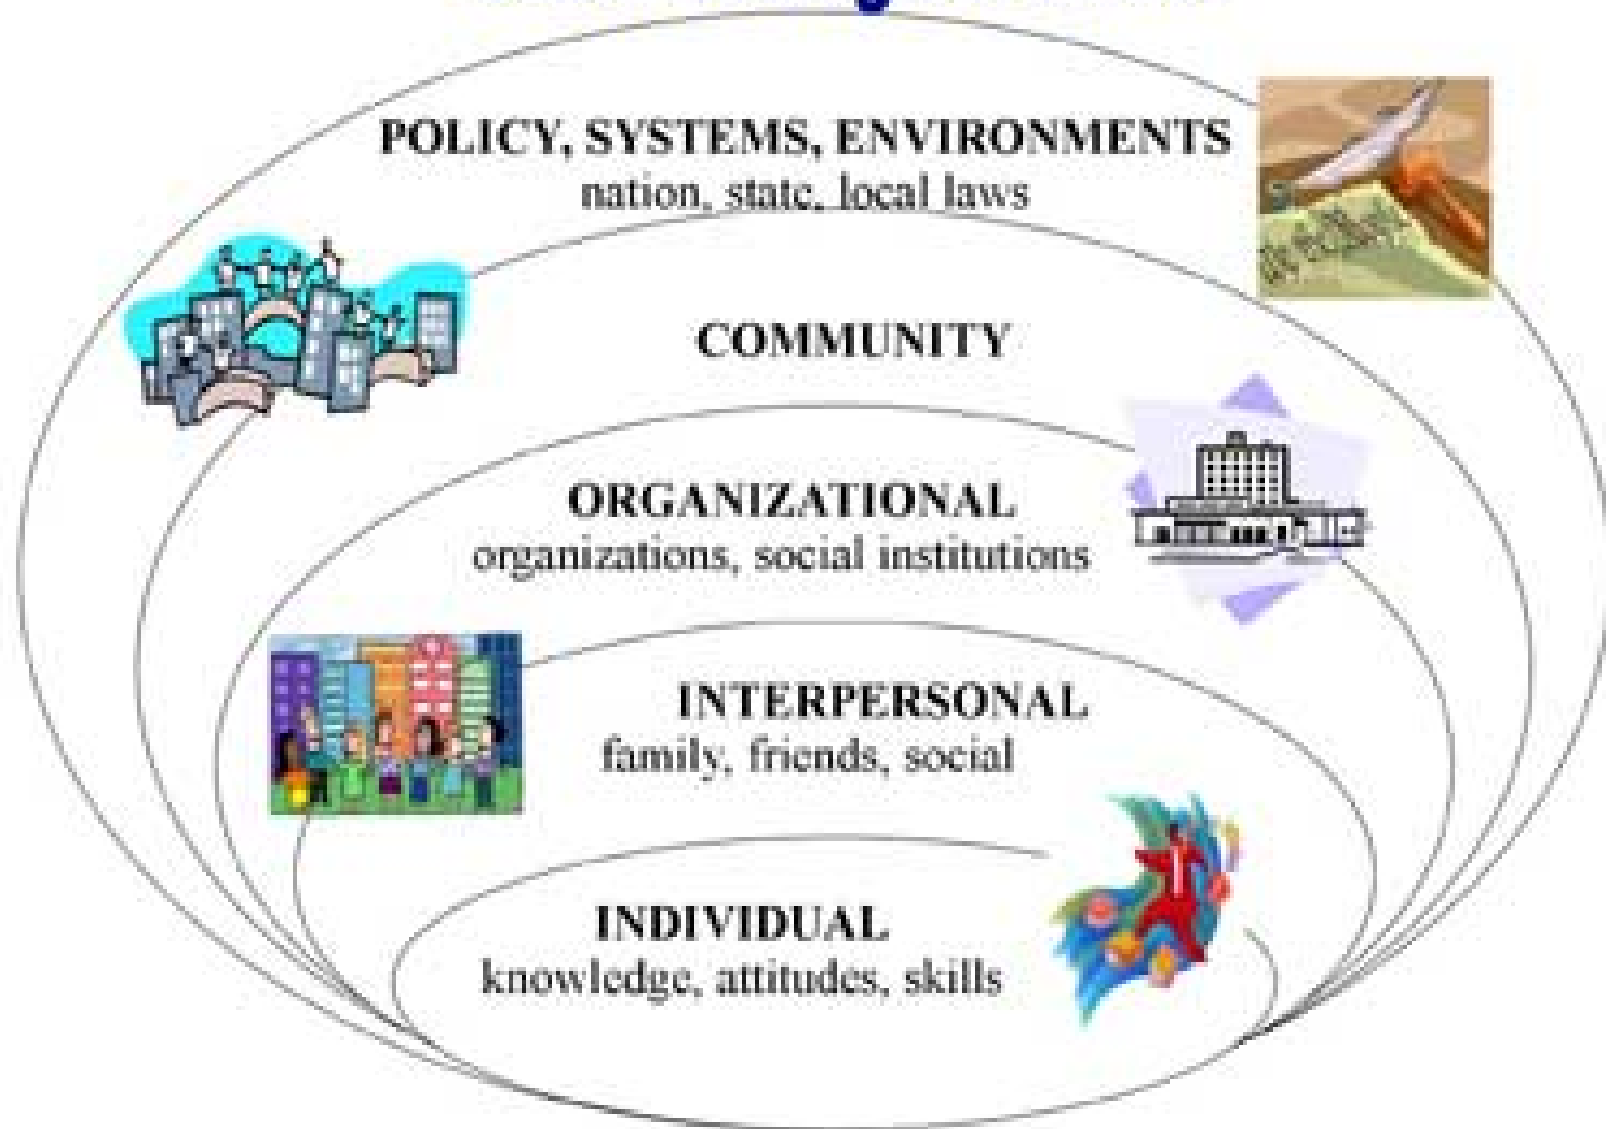 POLICY, SYSTEMS, ENVIRONMENTS
nation, state, local laws
COMMUNITY
ORGANIZATIONAL
organizations, social institutions
INTERPERSONAL
family, friends, social
INDIVIDUAL
knowledge, attitudes, skills